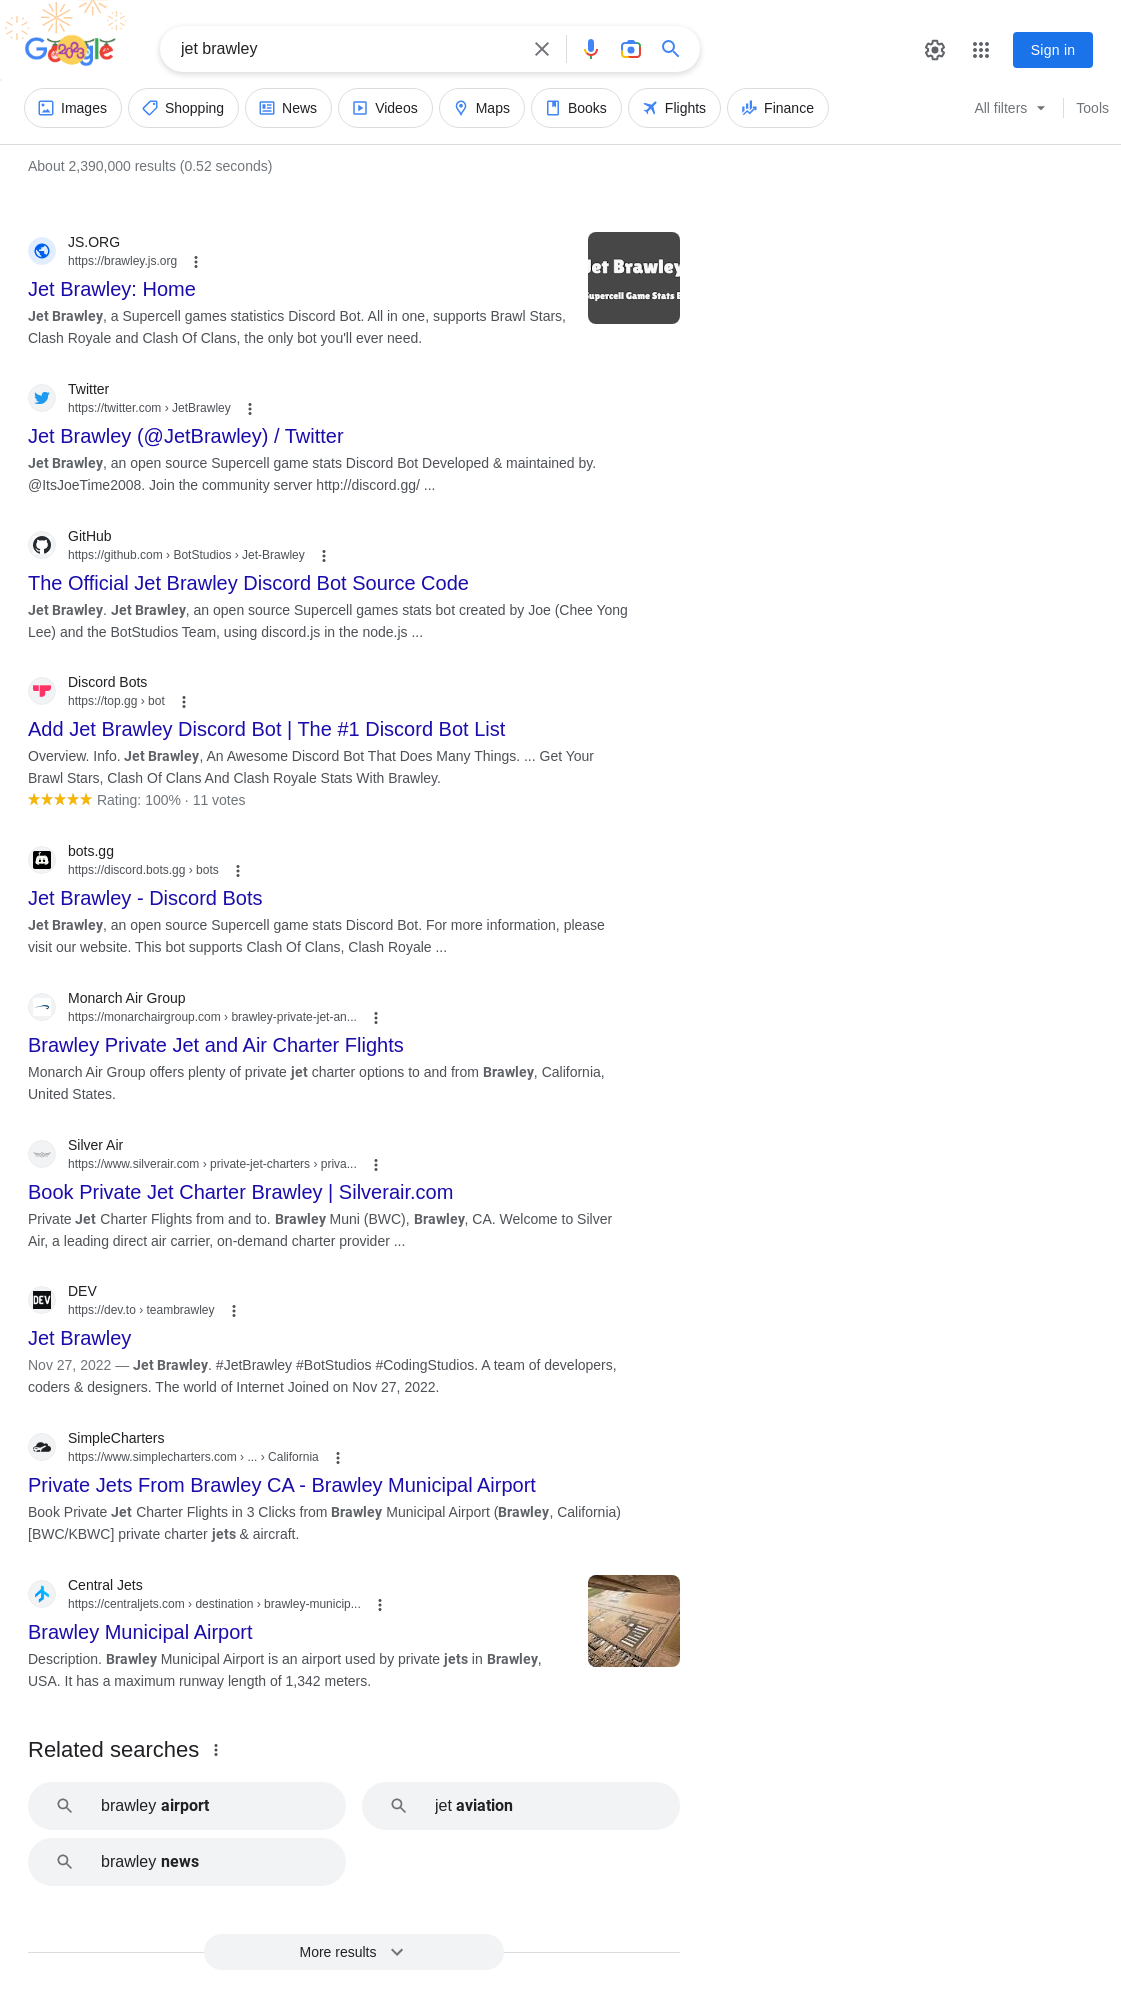 Google
jet brawley
Sign in
Images
Shopping
News
Videos
Maps
Books
Flights
Finance
All filters
Tools
About 2,390,000 results (0.52 seconds)
JS.ORG
https://brawley.js.org
Jet Brawley: Home
Jet Brawley, a Supercell games statistics Discord Bot. All in one, supports Brawl Stars,
Clash Royale and Clash Of Clans, the only bot you'll ever need.
Jet Brawley
Supercell Game Stats
Twitter
https://twitter.com › JetBrawley
Jet Brawley (@JetBrawley) / Twitter
Jet Brawley, an open source Supercell game stats Discord Bot Developed & maintained by.
@ItsJoeTime2008. Join the community server http://discord.gg/ ...
GitHub
https://github.com › BotStudios › Jet-Brawley
The Official Jet Brawley Discord Bot Source Code
Jet Brawley. Jet Brawley, an open source Supercell games stats bot created by Joe (Chee Yong
Lee) and the BotStudios Team, using discord.js in the node.js ...
Discord Bots
https://top.gg › bot
Add Jet Brawley Discord Bot | The #1 Discord Bot List
Overview. Info. Jet Brawley, An Awesome Discord Bot That Does Many Things. ... Get Your
Brawl Stars, Clash Of Clans And Clash Royale Stats With Brawley.
Rating: 100% · 11 votes
bots.gg
https://discord.bots.gg › bots
Jet Brawley - Discord Bots
Jet Brawley, an open source Supercell game stats Discord Bot. For more information, please
visit our website. This bot supports Clash Of Clans, Clash Royale ...
Monarch Air Group
https://monarchairgroup.com › brawley-private-jet-an...
Brawley Private Jet and Air Charter Flights
Monarch Air Group offers plenty of private jet charter options to and from Brawley, California,
United States.
Silver Air
https://www.silverair.com › private-jet-charters › priva...
Book Private Jet Charter Brawley | Silverair.com
Private Jet Charter Flights from and to. Brawley Muni (BWC), Brawley, CA. Welcome to Silver
Air, a leading direct air carrier, on-demand charter provider ...
DEV
DEV
https://dev.to › teambrawley
Jet Brawley
Nov 27, 2022 — Jet Brawley. #JetBrawley #BotStudios #CodingStudios. A team of developers,
coders & designers. The world of Internet Joined on Nov 27, 2022.
SimpleCharters
https://www.simplecharters.com › ... › California
Private Jets From Brawley CA - Brawley Municipal Airport
Book Private Jet Charter Flights in 3 Clicks from Brawley Municipal Airport (Brawley, California)
[BWC/KBWC] private charter jets & aircraft.
Central Jets
https://centraljets.com › destination › brawley-municip...
Brawley Municipal Airport
Description. Brawley Municipal Airport is an airport used by private jets in Brawley,
USA. It has a maximum runway length of 1,342 meters.
Related searches
brawley airport
jet aviation
brawley news
More results